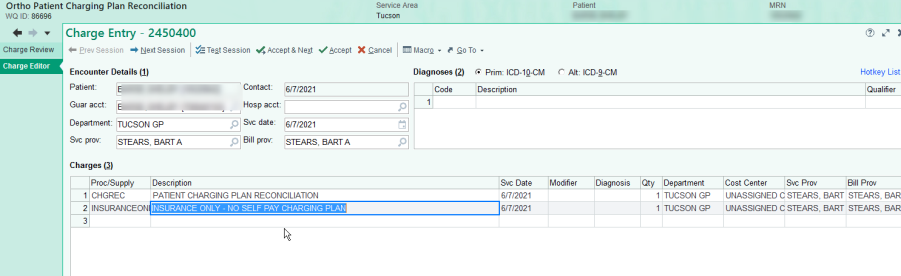 Ortho Patient Charging Plan Reconciliation
WQ ID: 86696
Service Area
Tucson
Patient
MRN
Charge Review
Charge Editor
Charge Entry - 2450400
Prev Session Next Session Test Session Accept & Next Accept Cancel Macro Go To
Encounter Details (1)
Patient: Contact: 6/7/2021
Guar acct: Hosp acct:
Department: TUCSON GP Svc date: 6/7/2021
Svc prov: STEARS, BART A Bill prov: STEARS, BART A
Diagnoses (2) Prim: ICD-10-CM Alt: ICD-9-CM Hotkey List
Code Description Qualifier
1
Charges (3)
Proc/Supply Description Svc Date Modifier Diagnosis Qty Department Cost Center Svc Prov Bill Prov
1 CHGREC PATIENT CHARGING PLAN RECONCILIATION 6/7/2021 1 TUCSON GP UNASSIGNED C STEARS, BART STEARS, BAR
2 INSURANCEONL INSURANCE ONLY - NO SELF PAY CHARGING PLAN 6/7/2021 1 TUCSON GP UNASSIGNED C STEARS, BART STEARS, BAR
3